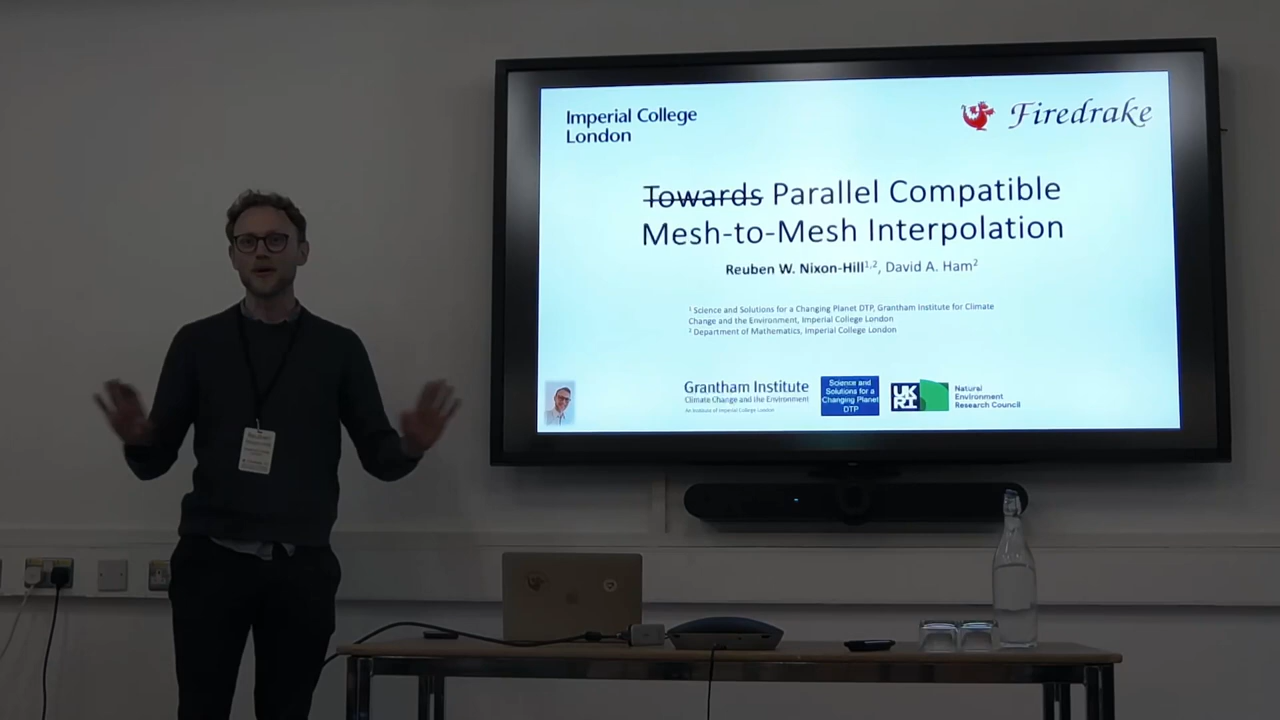 Imperial College
London
Firedrake
Towards Parallel Compatible
Mesh-to-Mesh Interpolation
Reuben W. Nixon-Hill1,2, David A. Ham2
1 Science and Solutions for a Changing Planet DTP, Grantham Institute for Climate
Change and the Environment, Imperial College London
2 Department of Mathematics, Imperial College London
Grantham Institute
Climate Change and the Environment
An institute of Imperial College London
Science and
Solutions for a
Changing Planet
DTP
UK
RI
Natural
Environment
Research Council
Reuben